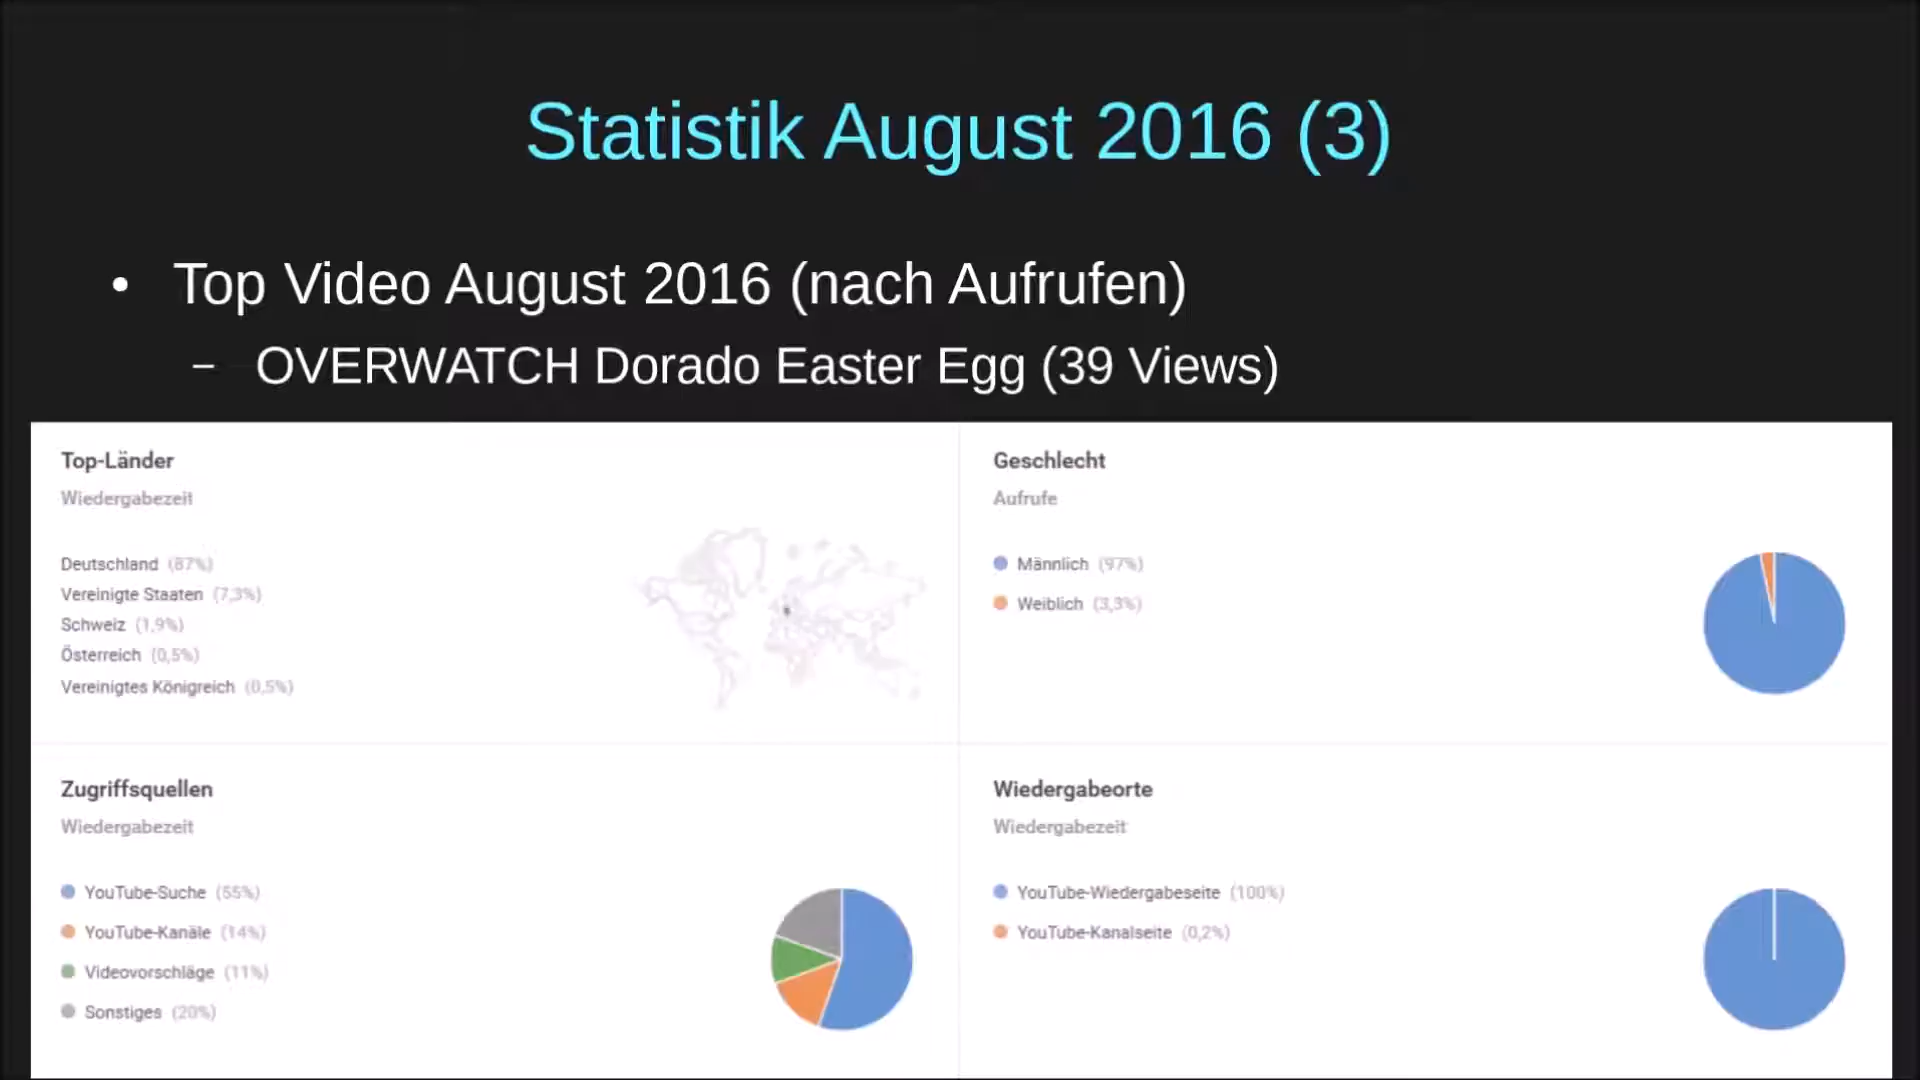 Statistik August 2016 (3)
• Top Video August 2016 (nach Aufrufen)
– OVERWATCH Dorado Easter Egg (39 Views)
Top-Länder
Wiedergabezeit
Deutschland (87%)
Vereinigte Staaten (7,3%)
Schweiz (1,9%)
Österreich (0,5%)
Vereinigtes Königreich (0,5%)
Geschlecht
Aufrufe
Männlich (97%)
Weiblich (3,3%)
Zugriffsquellen
Wiedergabezeit
YouTube-Suche (55%)
YouTube-Kanäle (14%)
Videovorschläge (11%)
Sonstiges (20%)
Wiedergabeorte
Wiedergabezeit
YouTube-Wiedergabeseite (100%)
YouTube-Kanalseite (0,2%)